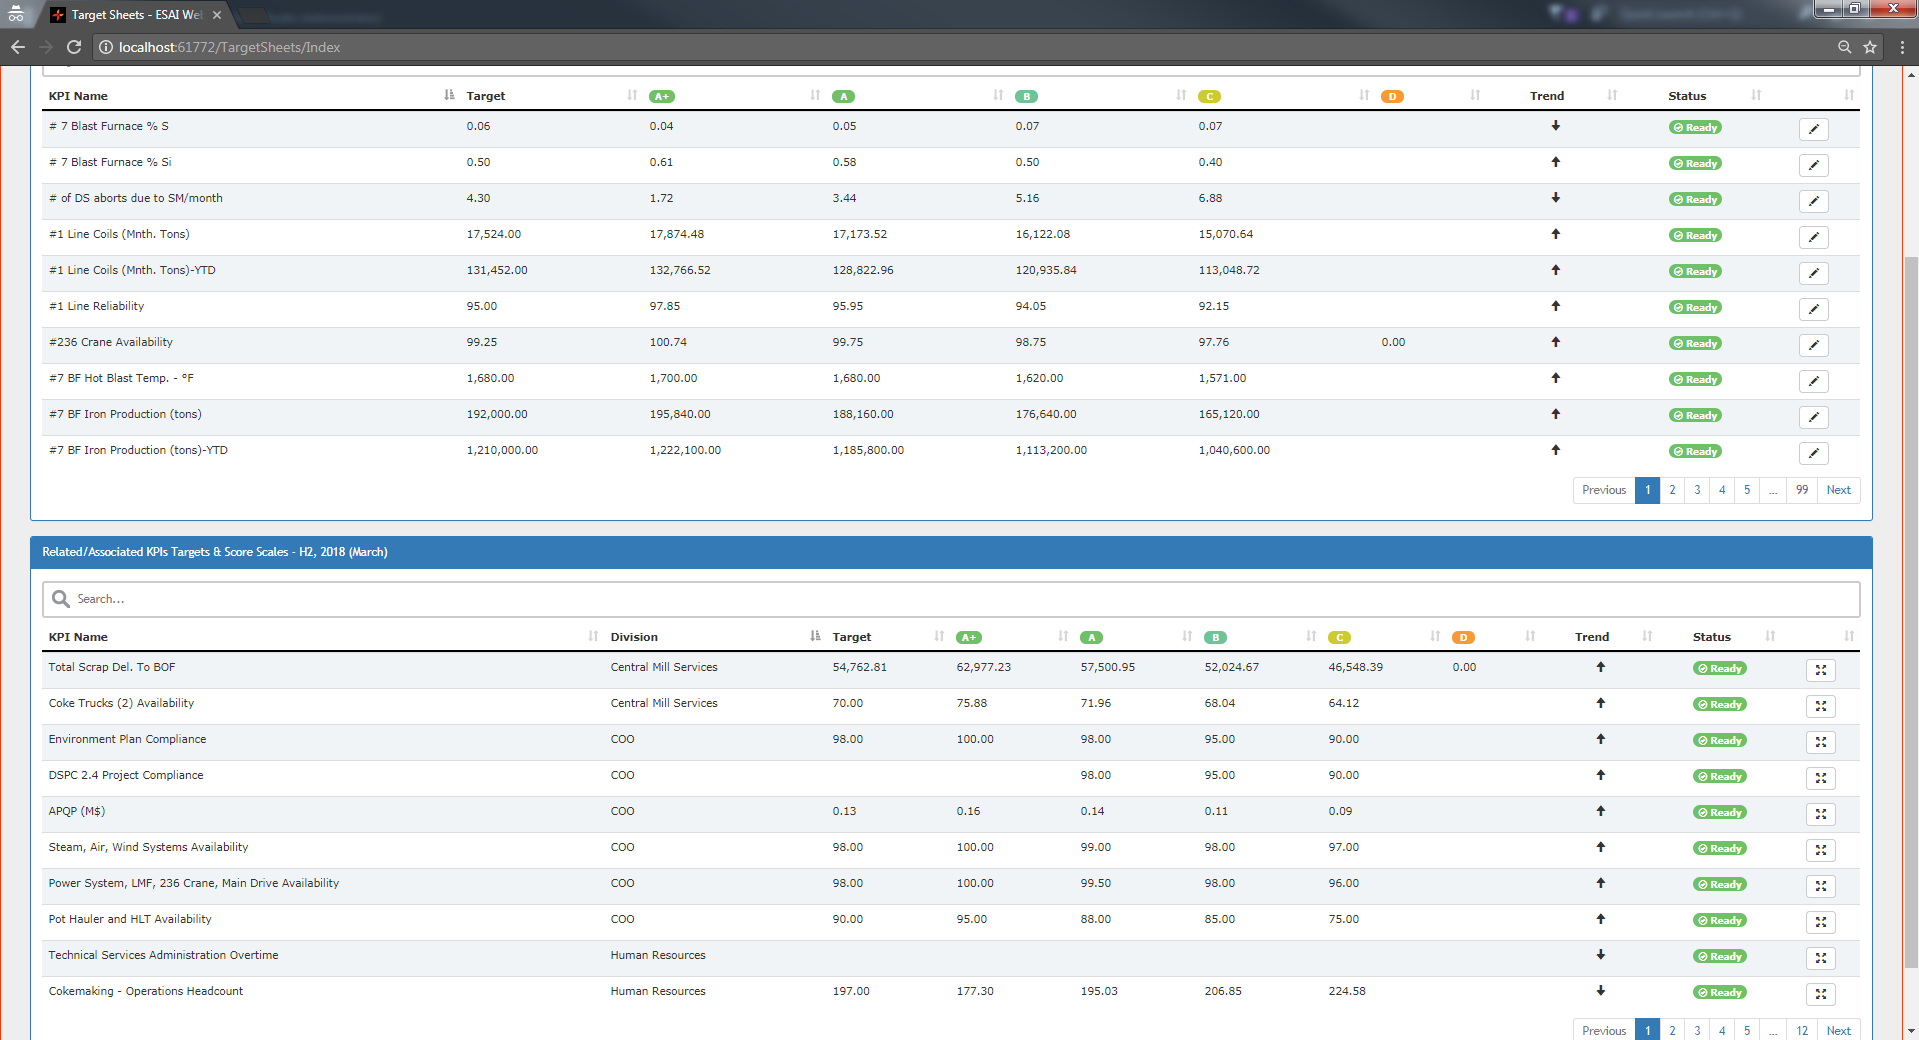 Target Sheets - ESAI We
localhost:61772/TargetSheets/Index
KPI Name Target A+ A B C D Trend Status
# 7 Blast Furnace % S 0.06 0.04 0.05 0.07 0.07 Ready
# 7 Blast Furnace % Si 0.50 0.61 0.58 0.50 0.40 Ready
# of DS aborts due to SM/month 4.30 1.72 3.44 5.16 6.88 Ready
#1 Line Coils (Mnth. Tons) 17,524.00 17,874.48 17,173.52 16,122.08 15,070.64 Ready
#1 Line Coils (Mnth. Tons)-YTD 131,452.00 132,766.52 128,822.96 120,935.84 113,048.72 Ready
#1 Line Reliability 95.00 97.85 95.95 94.05 92.15 Ready
#236 Crane Availability 99.25 100.74 99.75 98.75 97.76 0.00 Ready
#7 BF Hot Blast Temp. - °F 1,680.00 1,700.00 1,680.00 1,620.00 1,571.00 Ready
#7 BF Iron Production (tons) 192,000.00 195,840.00 188,160.00 176,640.00 165,120.00 Ready
#7 BF Iron Production (tons)-YTD 1,210,000.00 1,222,100.00 1,185,800.00 1,113,200.00 1,040,600.00 Ready
Previous 1 2 3 4 5 ... 99 Next
Related/Associated KPIs Targets & Score Scales - H2, 2018 (March)
Search...
KPI Name Division Target A+ A B C D Trend Status
Total Scrap Del. To BOF Central Mill Services 54,762.81 62,977.23 57,500.95 52,024.67 46,548.39 0.00 Ready
Coke Trucks (2) Availability Central Mill Services 70.00 75.88 71.96 68.04 64.12 Ready
Environment Plan Compliance COO 98.00 100.00 98.00 95.00 90.00 Ready
DSPC 2.4 Project Compliance COO 98.00 95.00 90.00 Ready
APQP (M$) COO 0.13 0.16 0.14 0.11 0.09 Ready
Steam, Air, Wind Systems Availability COO 98.00 100.00 99.00 98.00 97.00 Ready
Power System, LMF, 236 Crane, Main Drive Availability COO 98.00 100.00 99.50 98.00 96.00 Ready
Pot Hauler and HLT Availability COO 90.00 95.00 88.00 85.00 75.00 Ready
Technical Services Administration Overtime Human Resources Ready
Cokemaking - Operations Headcount Human Resources 197.00 177.30 195.03 206.85 224.58 Ready
Previous 1 2 3 4 5 ... 12 Next